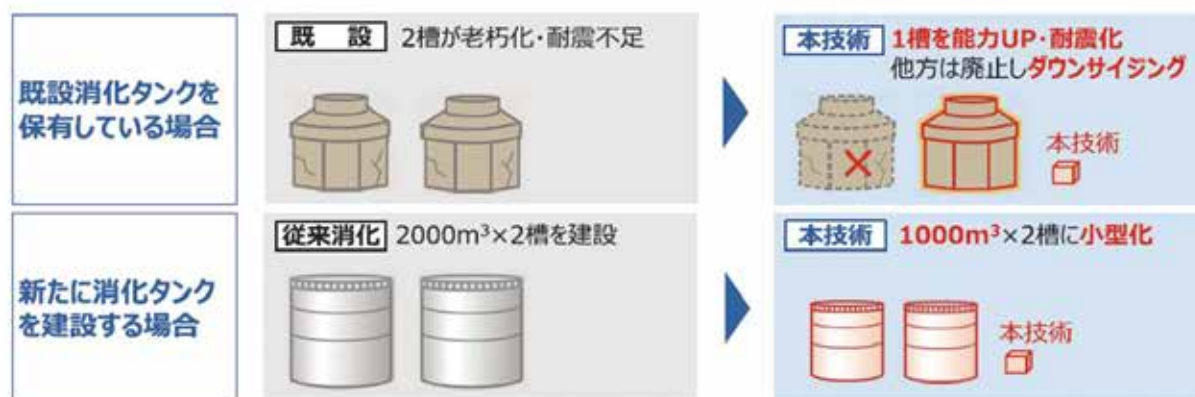 既設消化タンクを
保有している場合
既　設 2槽が老朽化・耐震不足
本技術 1槽を能力UP・耐震化
他方は廃止しダウンサイジング
本技術
新たに消化タンク
を建設する場合
従来消化 2000m³×2槽を建設
本技術 1000m³×2槽に小型化
本技術